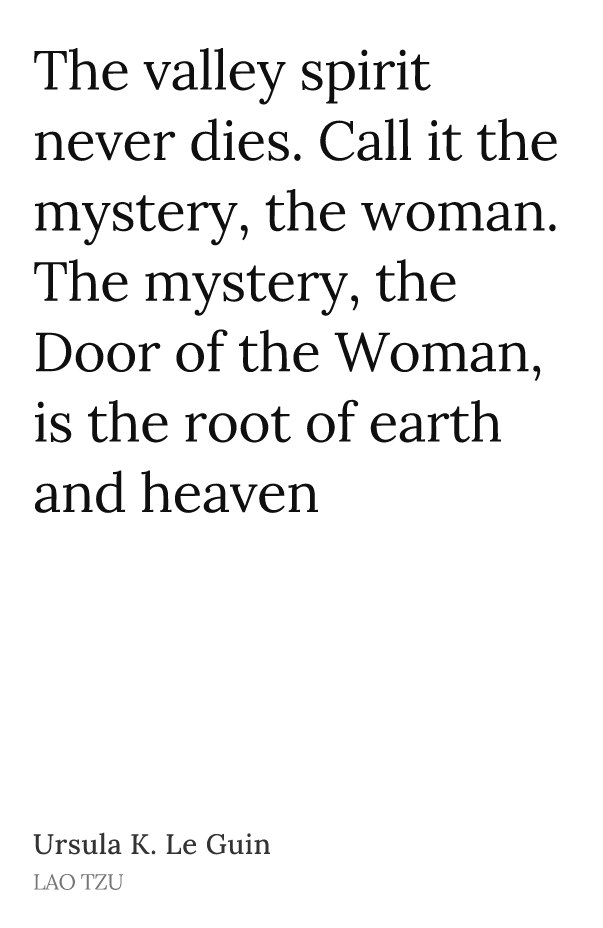 The valley spirit
never dies. Call it the
mystery, the woman.
The mystery, the
Door of the Woman,
is the root of earth
and heaven
Ursula K. Le Guin
LAO TZU